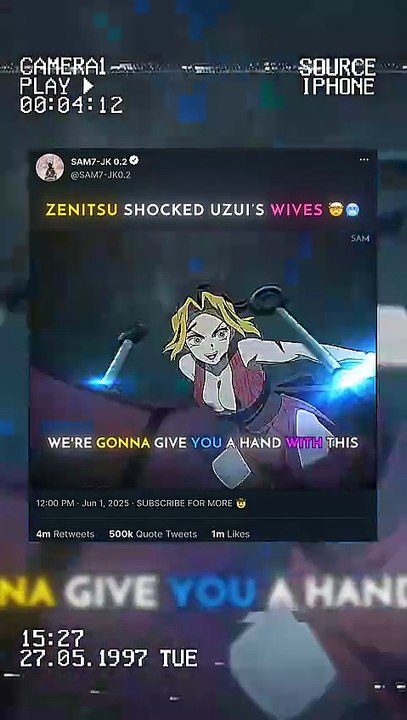 CAMERA1
PLAY
00:04:12
SOURCE
IPHONE
SAM7-JK 0.2
@SAM7-JK0.2
ZENITSU SHOCKED UZUI'S WIVES 🤯🥶
SAM
WE'RE GONNA GIVE YOU A HAND WITH THIS
12:00 PM · Jun 1, 2025 · SUBSCRIBE FOR MORE
4m Retweets 500k Quote Tweets 1m Likes
NA GIVE YOU A HAND
15:27
27.05.1997 TUE